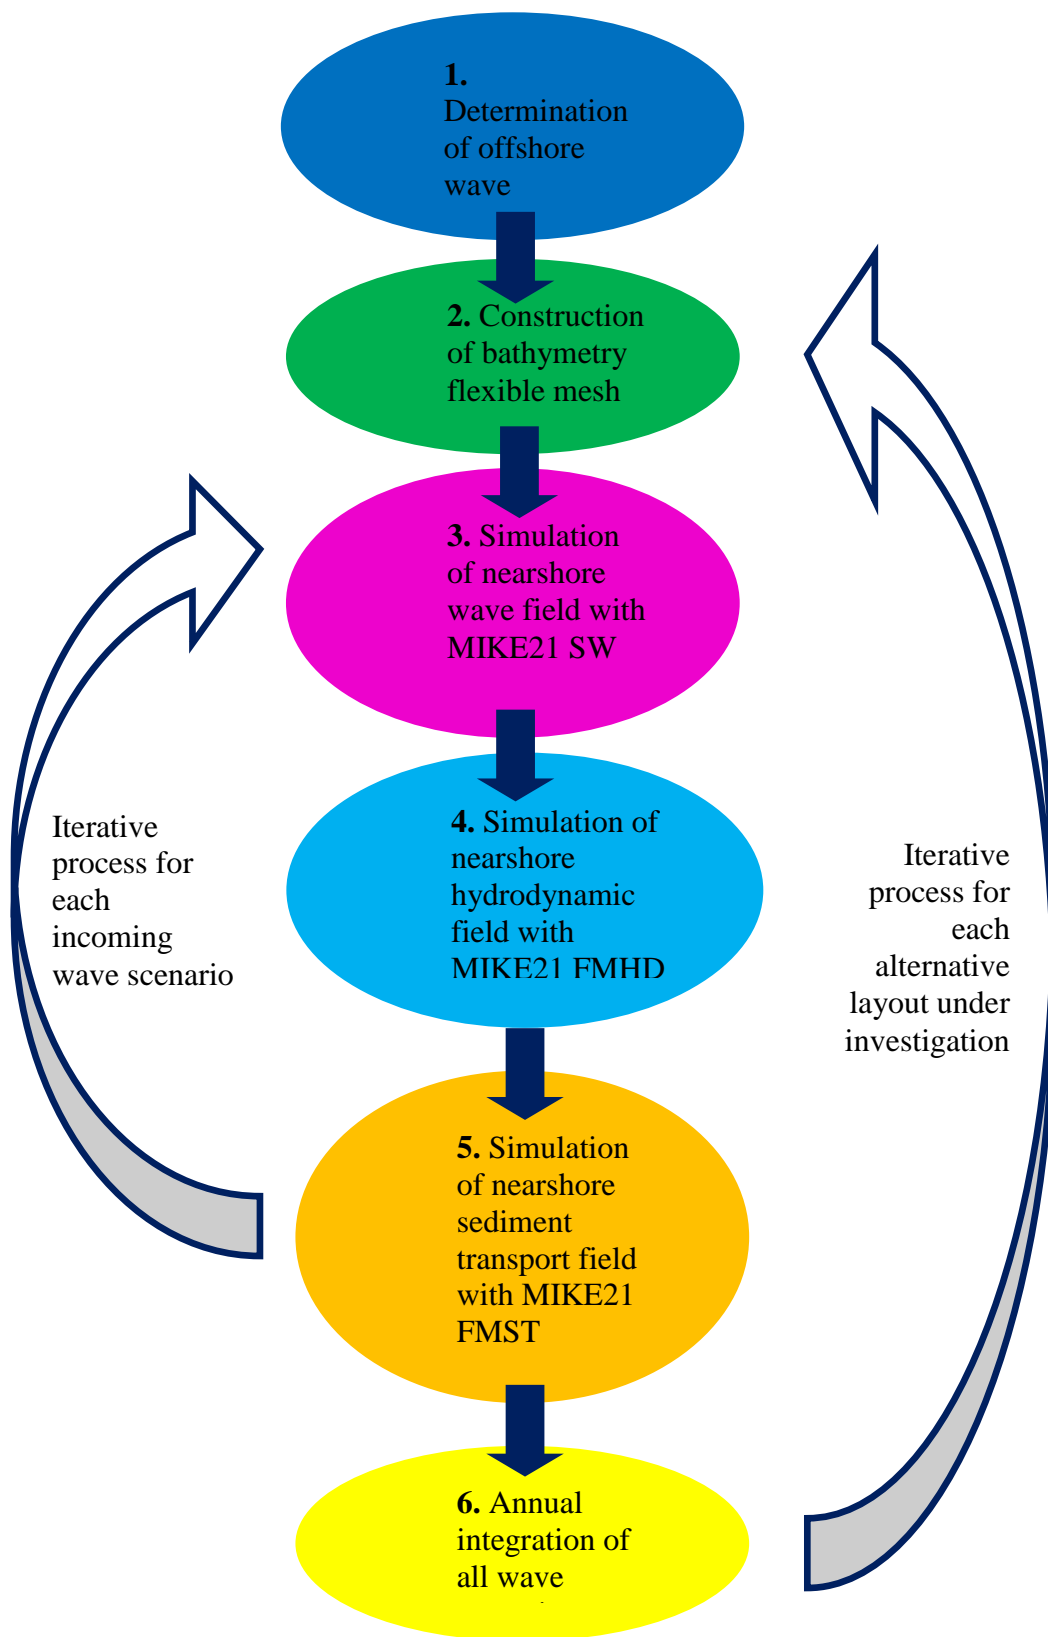 1.
Determination
of offshore
wave
2. Construction
of bathymetry
flexible mesh
3. Simulation
of nearshore
wave field with
MIKE21 SW
4. Simulation of
nearshore
hydrodynamic
field with
MIKE21 FMHD
Iterative
process for
each
incoming
wave scenario
Iterative
process for
each
alternative
layout under
investigation
5. Simulation
of nearshore
sediment
transport field
with MIKE21
FMST
6. Annual
integration of
all wave